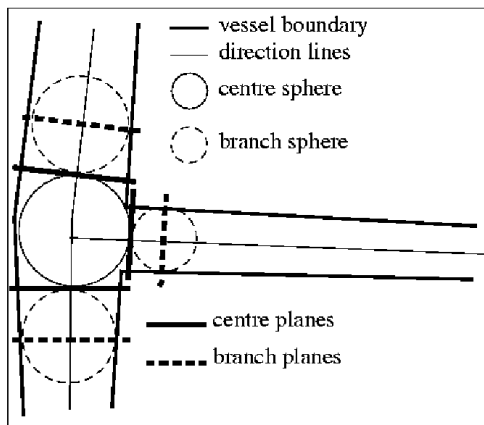 vessel boundary
direction lines
centre sphere
branch sphere
centre planes
branch planes